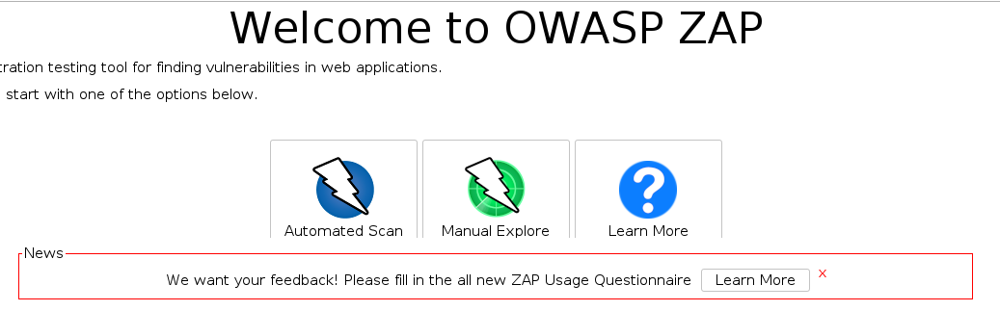 Welcome to OWASP ZAP
tration testing tool for finding vulnerabilities in web applications.
start with one of the options below.
Automated Scan
Manual Explore
Learn More
News
We want your feedback! Please fill in the all new ZAP Usage Questionnaire
Learn More
X